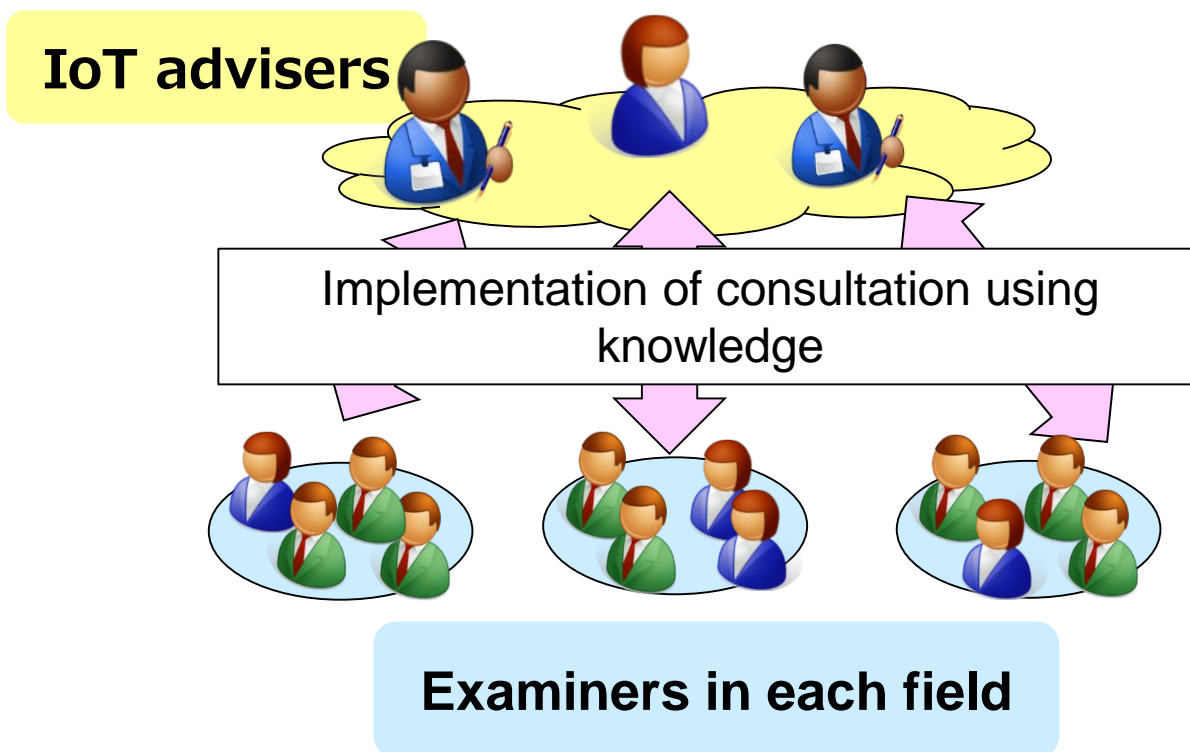 IoT advisers
Implementation of consultation using
knowledge
Examiners in each field